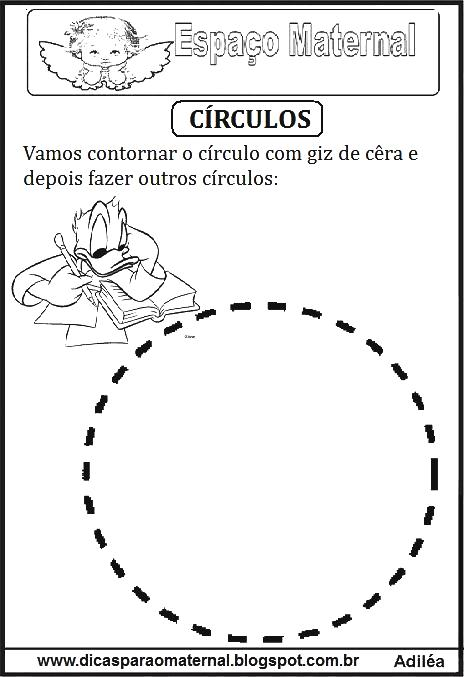 Espaço Maternal
CÍRCULOS
Vamos contornar o círculo com giz de cêra e
depois fazer outros círculos:
www.dicasparaomaternal.blogspot.com.br
Adiléa